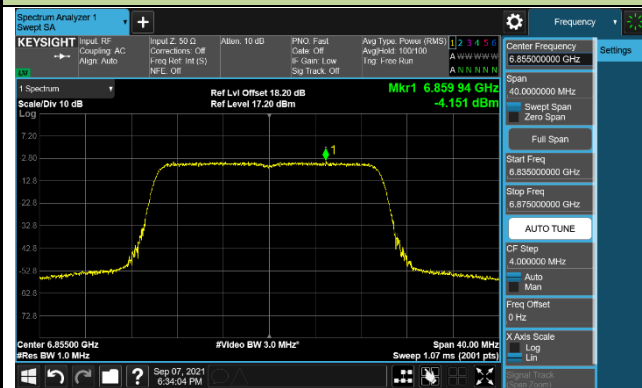 Spectrum Analyzer 1
Swept SA
Frequency
KEYSIGHT
Input: RF
Coupling: AC
Align: Auto
Input Z: 50 Ω
Corrections: Off
Freq Ref: Int (S)
NFE: Off
Atten: 10 dB
PNO: Fast
Gate: Off
IF Gain: Low
Sig Track: Off
Avg Type: Power (RMS)
Avg|Hold: 100/100
Trig: Free Run
1 2 3 4 5 6
A W W W W W
A N N N N N
LXI
1 Spectrum
Scale/Div 10 dB
Log
Ref Lvl Offset 18.20 dB
Ref Level 17.20 dBm
Mkr1 6.859 94 GHz
-4.151 dBm
7.20
-2.80
-12.8
-22.8
-32.8
-42.8
-52.8
-62.8
-72.8
1
Center 6.85500 GHz
#Res BW 1.0 MHz
#Video BW 3.0 MHz*
Span 40.00 MHz
Sweep 1.07 ms (2001 pts)
Center Frequency
6.855000000 GHz
Span
40.0000000 MHz
Swept Span
Zero Span
Full Span
Start Freq
6.835000000 GHz
Stop Freq
6.875000000 GHz
AUTO TUNE
CF Step
4.000000 MHz
Auto
Man
Freq Offset
0 Hz
X Axis Scale
Log
Lin
Signal Track
(Span Zoom)
Settings
Sep 07, 2021
6:34:04 PM